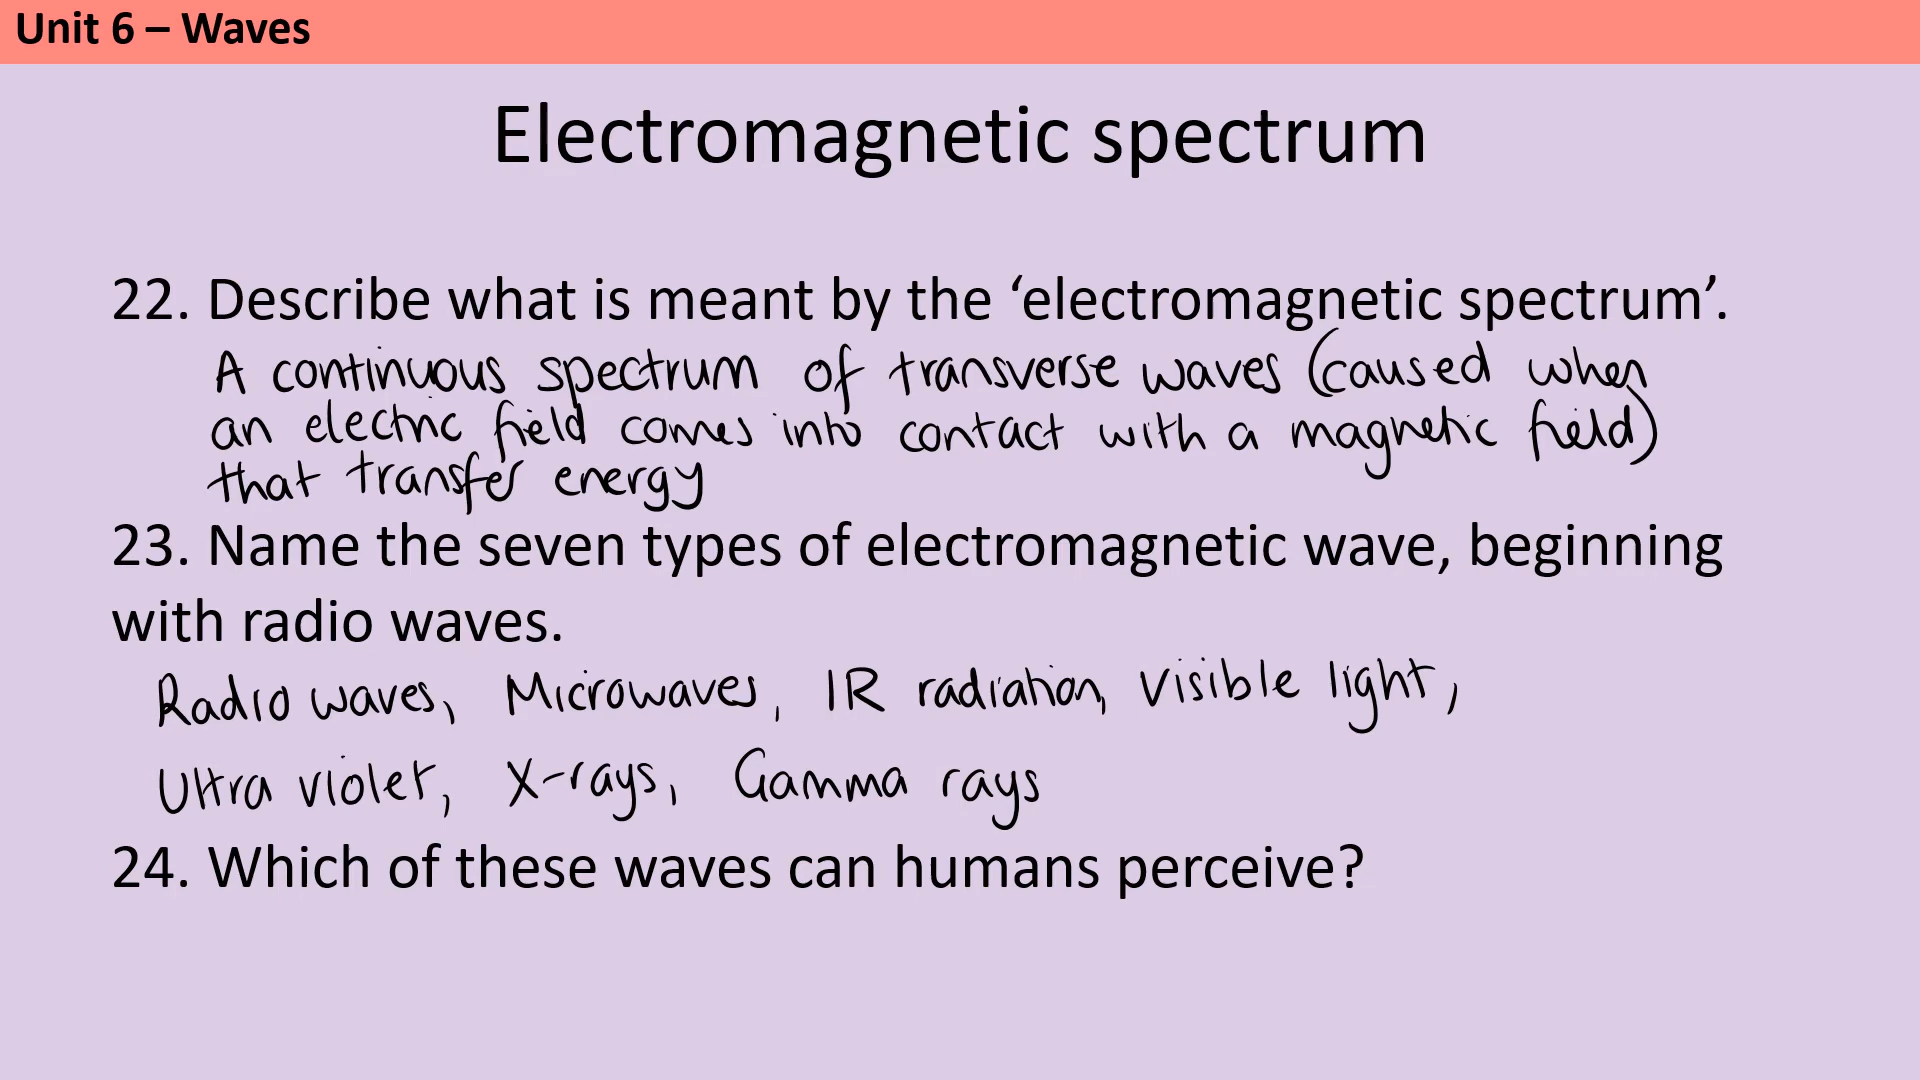 Unit 6 – Waves
Electromagnetic spectrum
22. Describe what is meant by the ‘electromagnetic spectrum’.
A continuous spectrum of transverse waves (caused when
an electric field comes into contact with a magnetic field)
that transfer energy
23. Name the seven types of electromagnetic wave, beginning
with radio waves.
Radio waves, Microwaves, IR radiation, Visible light,
Ultra violet, X-rays, Gamma rays
24. Which of these waves can humans perceive?